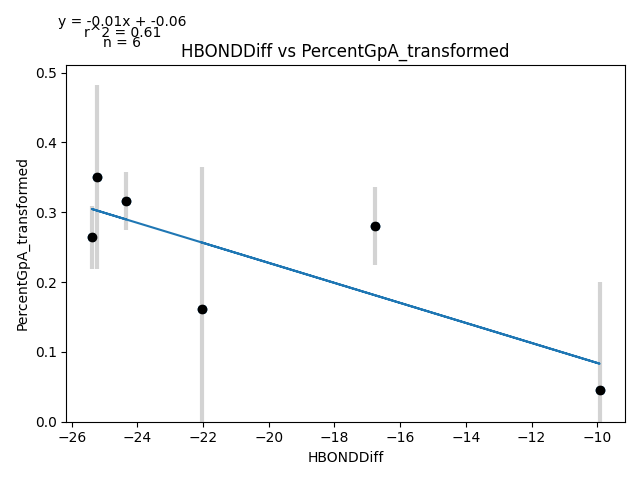 y = -0.01x + -0.06
r^2 = 0.61
n = 6
HBONDDiff vs PercentGpA_transformed
PercentGpA_transformed
0.5
0.4
0.3
0.2
0.1
0.0
−26 −24 −22 −20 −18 −16 −14 −12 −10
HBONDDiff